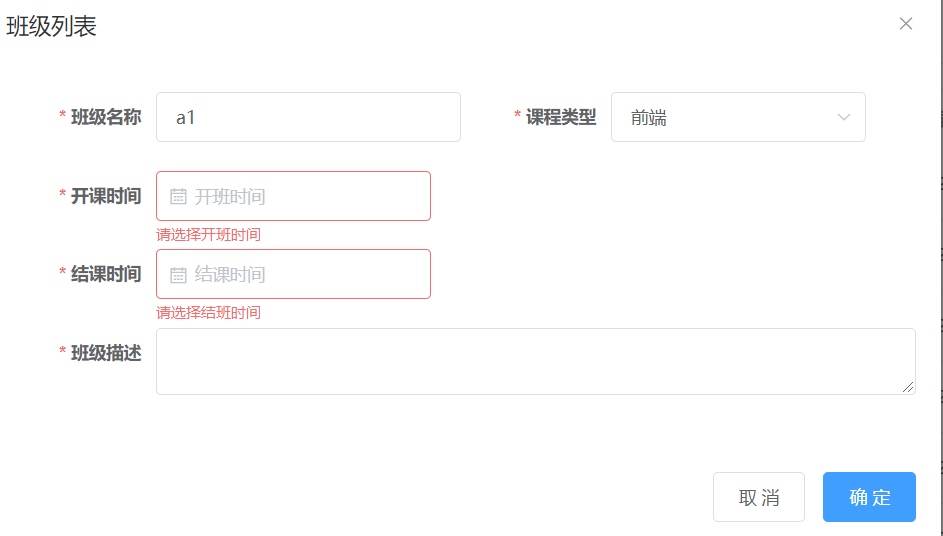 班级列表
* 班级名称 a1 * 课程类型 前端
* 开课时间 开班时间
请选择开班时间
* 结课时间 结课时间
请选择结班时间
* 班级描述
取 消 确 定